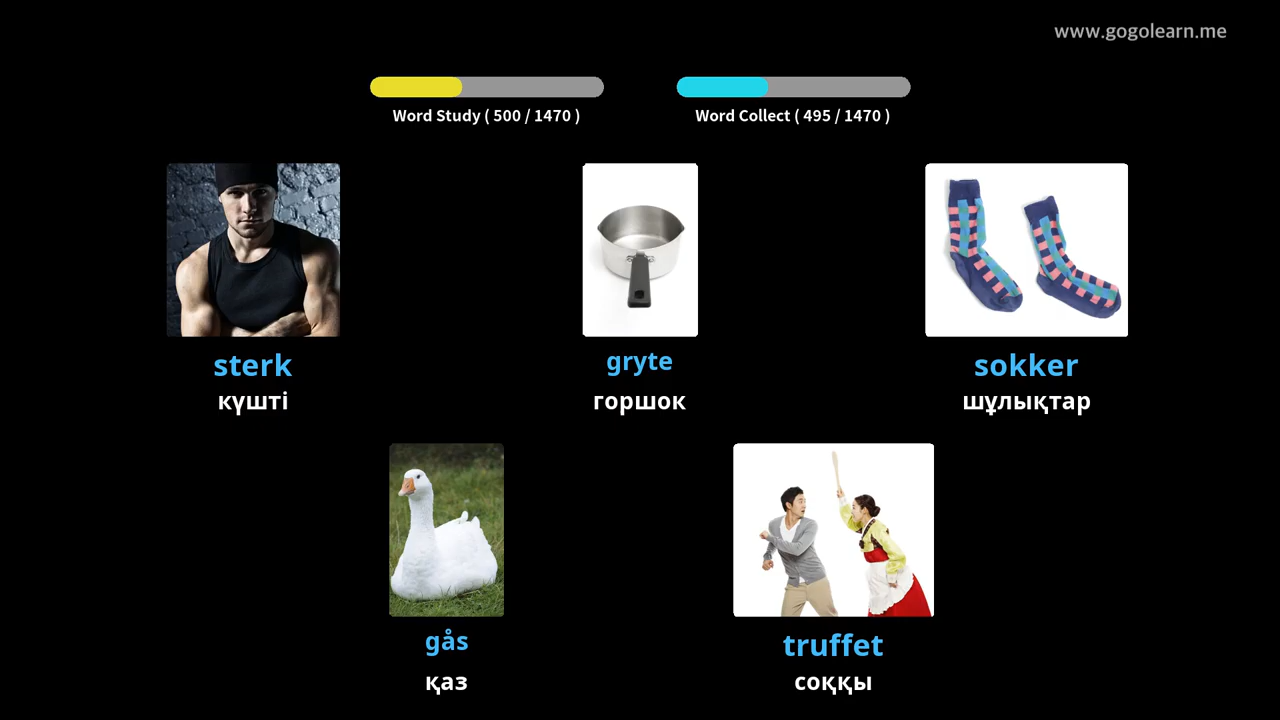 www.gogolearn.me
Word Study ( 500 / 1470 )
Word Collect ( 495 / 1470 )
sterk
күшті
gryte
горшок
sokker
шұлықтар
gås
қаз
truffet
соққы